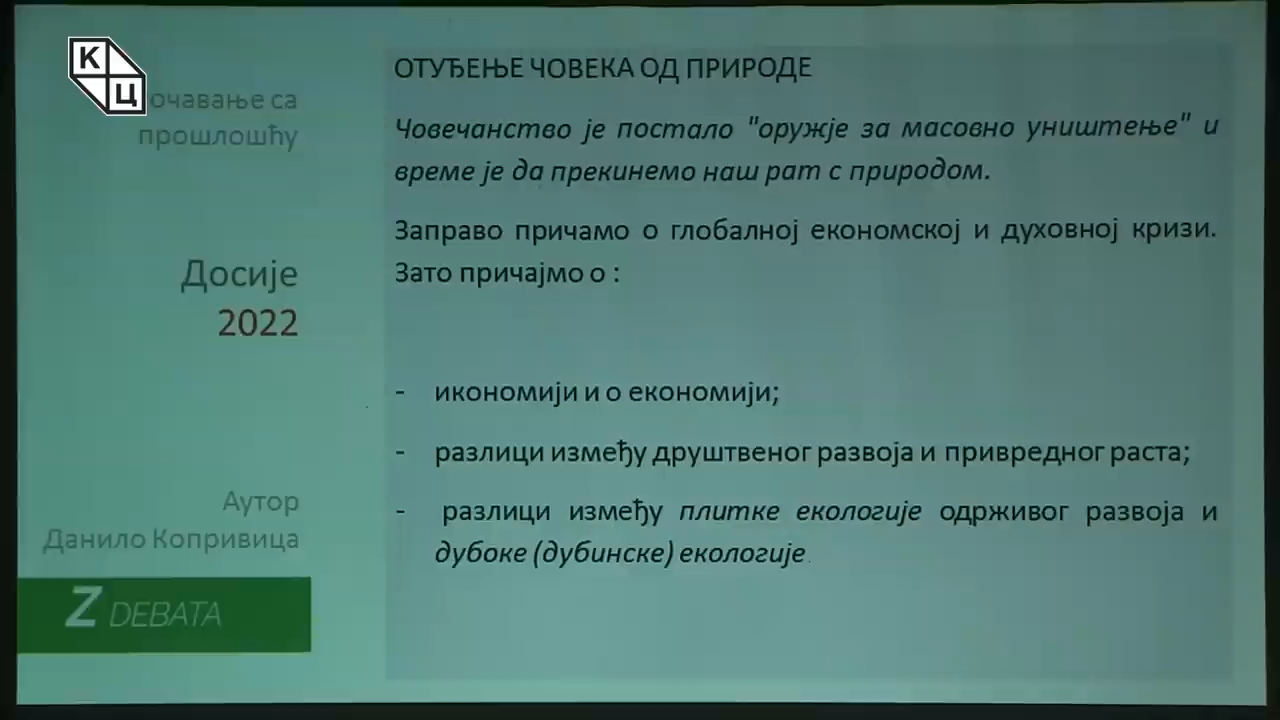 К
Ц
очавање са
прошлошћу
Досије
2022
Аутор
Данило Копривица
Z DEBATA
ОТУЂЕЊЕ ЧОВЕКА ОД ПРИРОДЕ
Човечанство је постало "оружје за масовно уништење" и
време је да прекинемо наш рат с природом.
Заправо причамо о глобалној економској и духовној кризи.
Зато причајмо о :
- икономији и о економији;
- разлици између друштвеног развоја и привредног раста;
- разлици између плитке екологије одрживог развоја и
дубоке (дубинске) екологије.